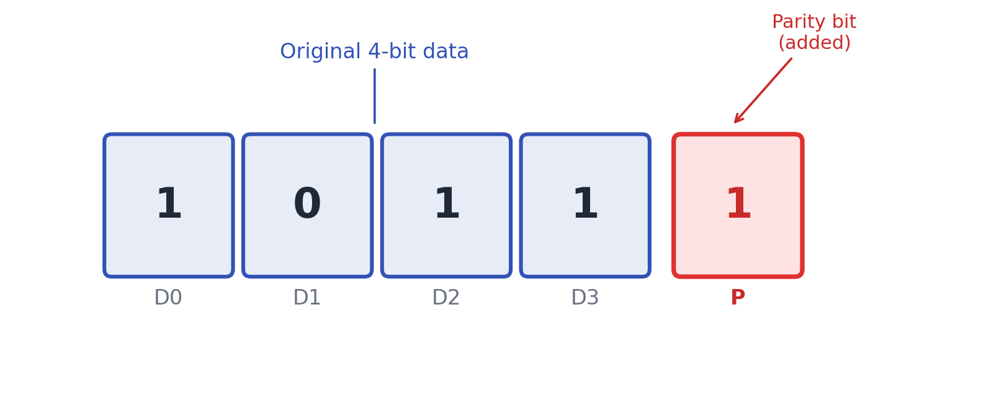 Parity bit
(added)
Original 4-bit data
1 0 1 1 1
D0 D1 D2 D3 P